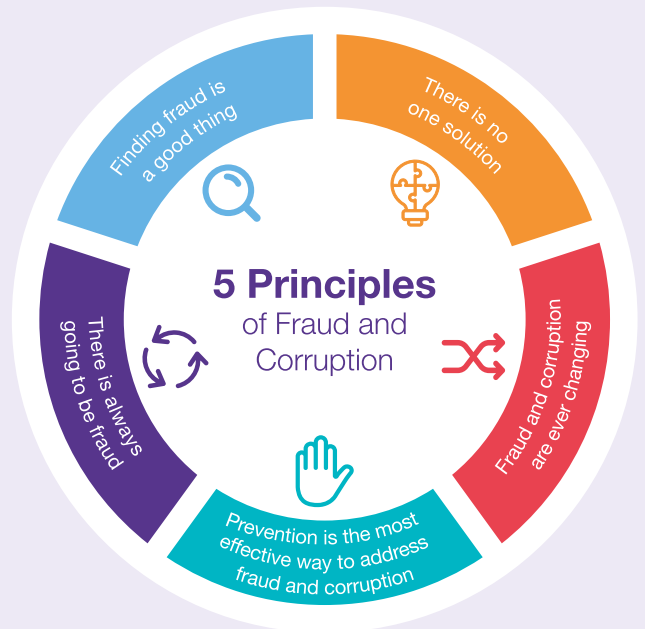 5 Principles
of Fraud and
Corruption
There is no
one solution
Fraud and corruption
are ever changing
Prevention is the most
effective way to address
fraud and corruption
There is always
going to be fraud
Finding fraud is
a good thing